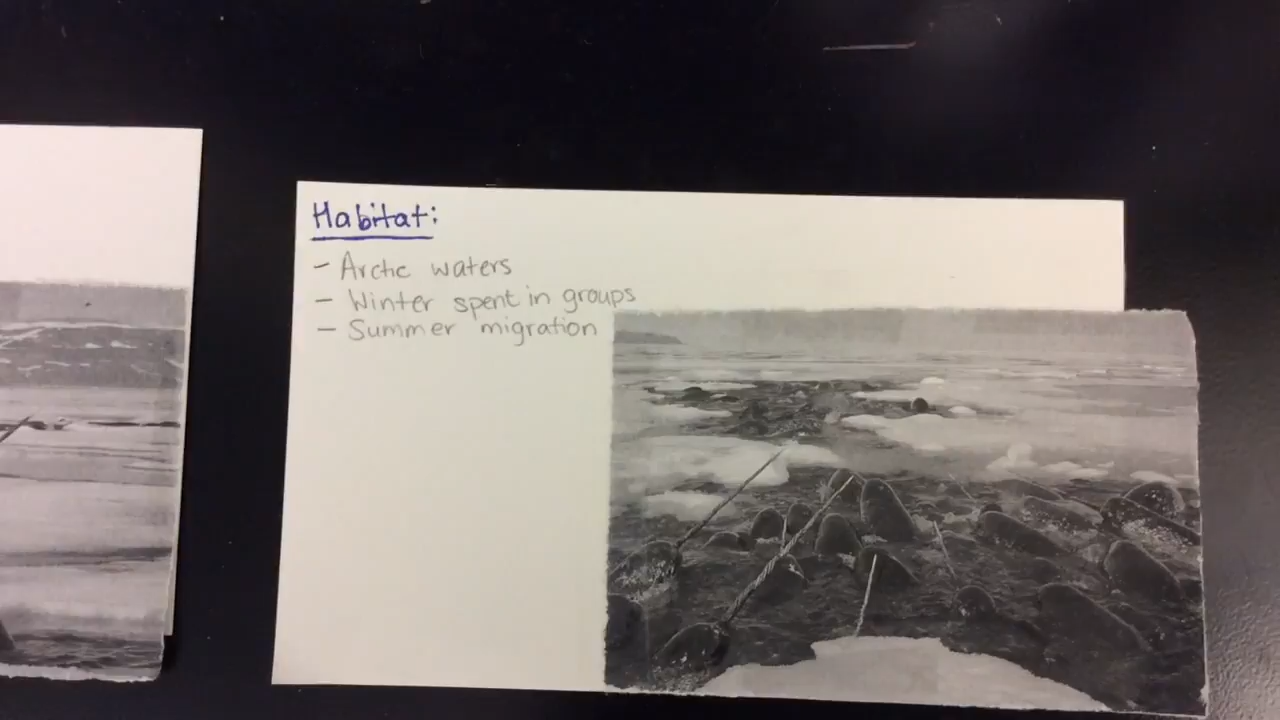 Habitat:
- Arctic waters
- Winter spent in groups
- Summer migration